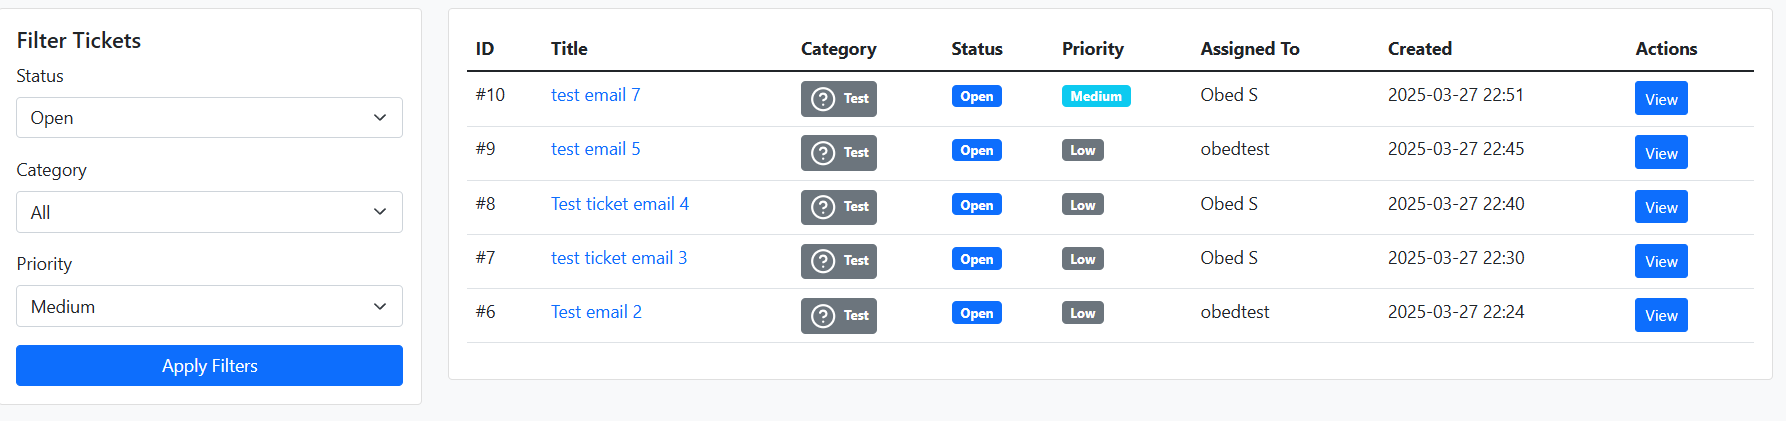 Filter Tickets
Status
Open
Category
All
Priority
Medium
Apply Filters
ID Title Category Status Priority Assigned To Created Actions
#10 test email 7 Test Open Medium Obed S 2025-03-27 22:51 View
#9 test email 5 Test Open Low obedtest 2025-03-27 22:45 View
#8 Test ticket email 4 Test Open Low Obed S 2025-03-27 22:40 View
#7 test ticket email 3 Test Open Low Obed S 2025-03-27 22:30 View
#6 Test email 2 Test Open Low obedtest 2025-03-27 22:24 View